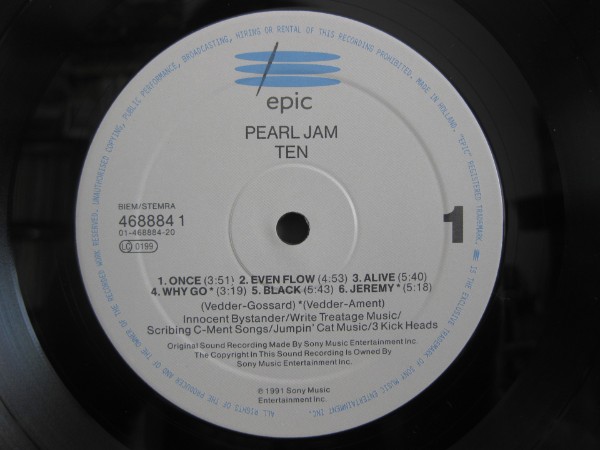 ALL RIGHTS OF THE PRODUCER AND OF THE OWNER OF THE RECORDED WORK RESERVED. UNAUTHORISED COPYING, PUBLIC PERFORMANCE, BROADCASTING, HIRING OR RENTAL OF THIS RECORDING PROHIBITED. MADE IN HOLLAND. "EPIC" REGISTERED TRADEMARK. IS THE EXCLUSIVE TRADEMARK OF SONY MUSIC ENTERTAINMENT INC.
epic
PEARL JAM
TEN
BIEM/STEMRA
468884 1
01-468884-20
LC 0199
1
1. ONCE (3:51) 2. EVEN FLOW (4:53) 3. ALIVE (5:40)
4. WHY GO * (3:19) 5. BLACK (5:43) 6. JEREMY * (5:18)
(Vedder-Gossard) *(Vedder-Ament)
Innocent Bystander/Write Treatage Music/
Scribing C-Ment Songs/Jumpin' Cat Music/3 Kick Heads
Original Sound Recording Made By Sony Music Entertainment Inc.
The Copyright In This Sound Recording Is Owned By
Sony Music Entertainment Inc.
℗ 1991 Sony Music
Entertainment Inc.